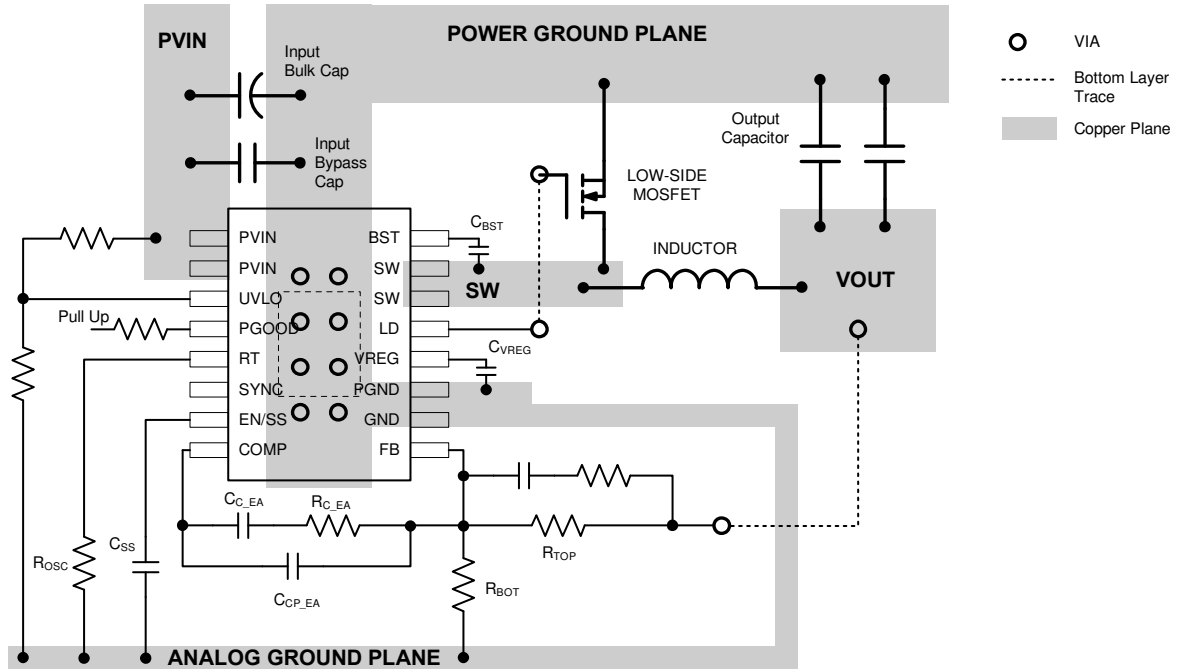 PVIN
POWER GROUND PLANE
Input
Bulk Cap
VIA
Bottom Layer
Trace
Copper Plane
Output
Capacitor
Input
Bypass
Cap
LOW-SIDE
MOSFET
CBST
INDUCTOR
VOUT
SW
PVIN
PVIN
UVLO
PGOOD
RT
SYNC
EN/SS
COMP
BST
SW
SW
LD
VREG
PGND
GND
FB
Pull Up
CVREG
CC_EA
RC_EA
CCP_EA
ROSC
CSS
RTOP
RBOT
ANALOG GROUND PLANE